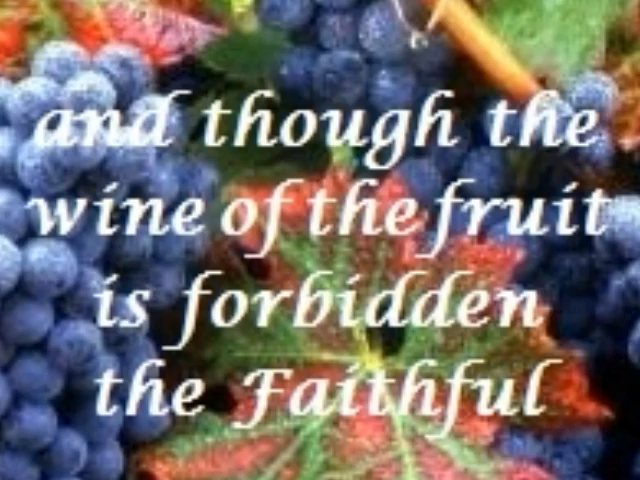 and though the
wine of the fruit
is forbidden
the Faithful